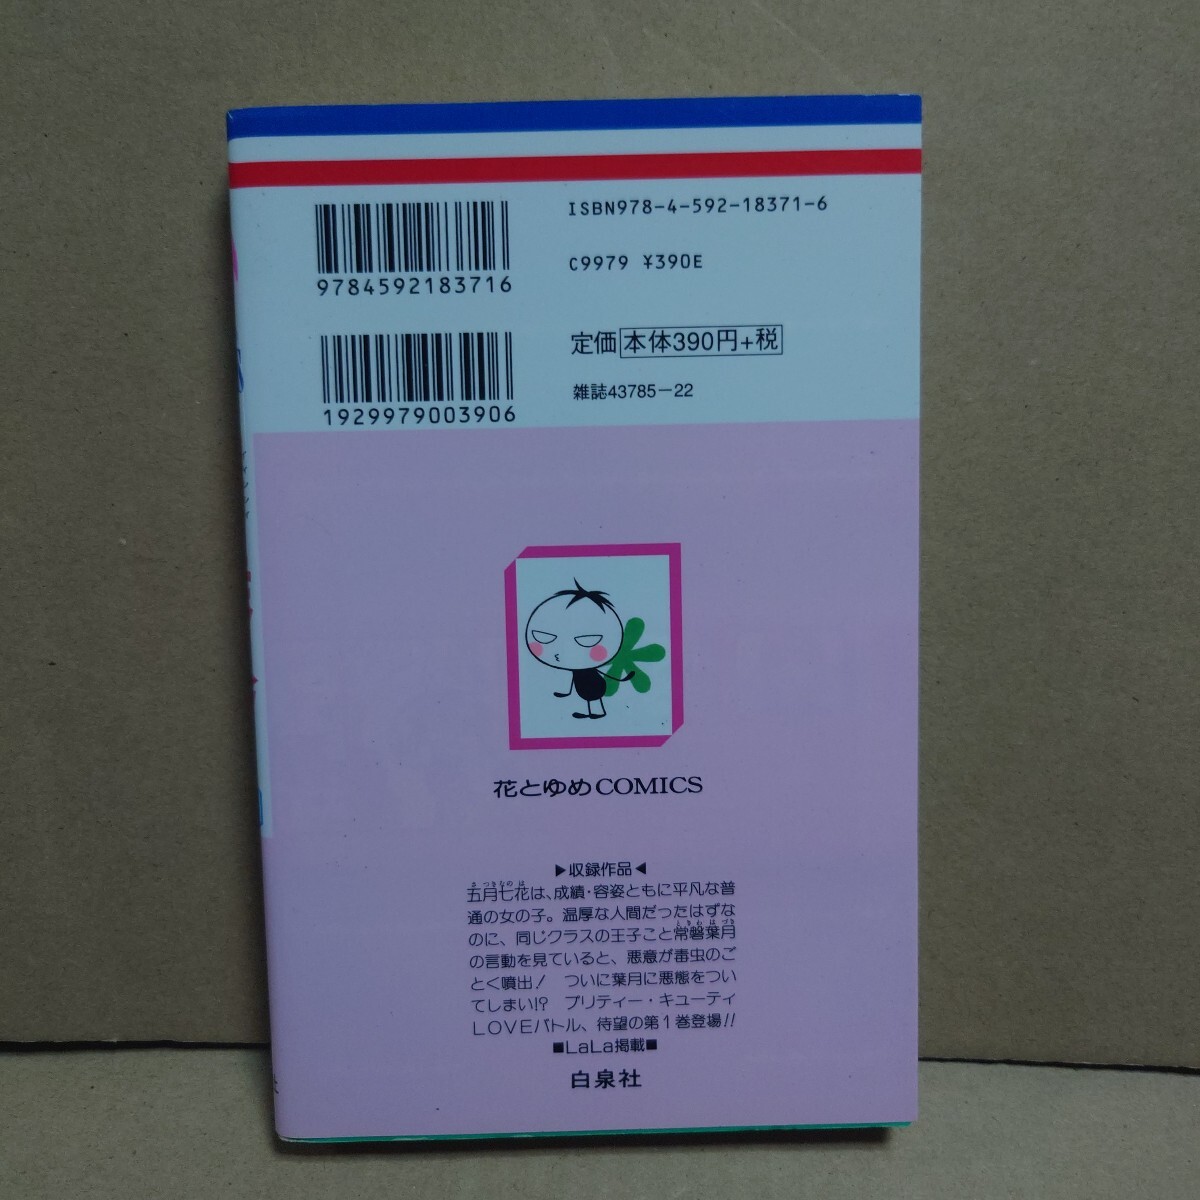 ISBN978-4-592-18371-6
9784592183716
C9979 ¥390E
定価 本体390円+税
1929979003906
雑誌43785-22
花とゆめCOMICS
▶収録作品◀
五月七花は、成績・容姿ともに平凡な普
通の女の子。温厚な人間だったはずな
のに、同じクラスの王子こと常磐葉月
の言動を見ていると、悪意が毒虫のご
とく噴出! ついに葉月に悪態をつい
てしまい!? プリティー・キューティ
LOVEバトル、待望の第1巻登場!!
■LaLa掲載■
白泉社